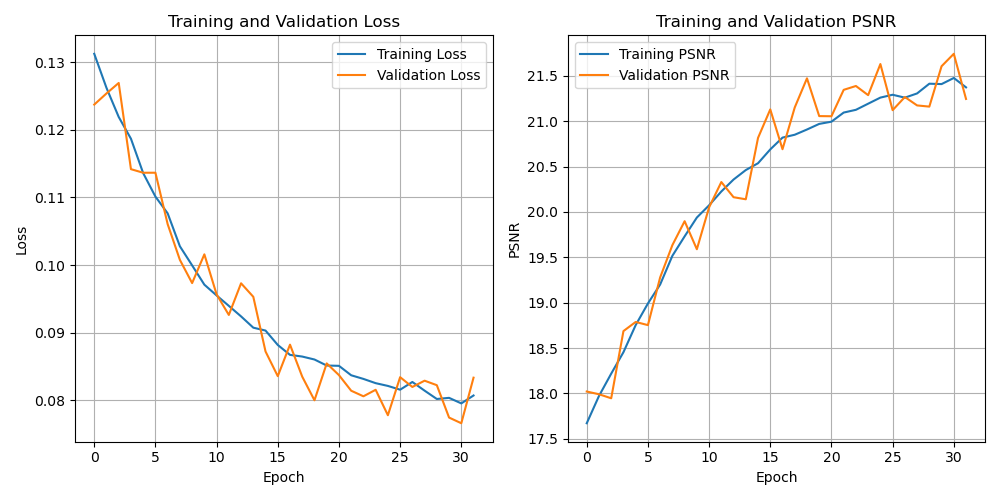 Training and Validation Loss
Training Loss
Validation Loss
0.13
0.12
0.11
0.10
0.09
0.08
Loss
0 5 10 15 20 25 30
Epoch
Training and Validation PSNR
Training PSNR
Validation PSNR
21.5
21.0
20.5
20.0
19.5
19.0
18.5
18.0
17.5
PSNR
0 5 10 15 20 25 30
Epoch